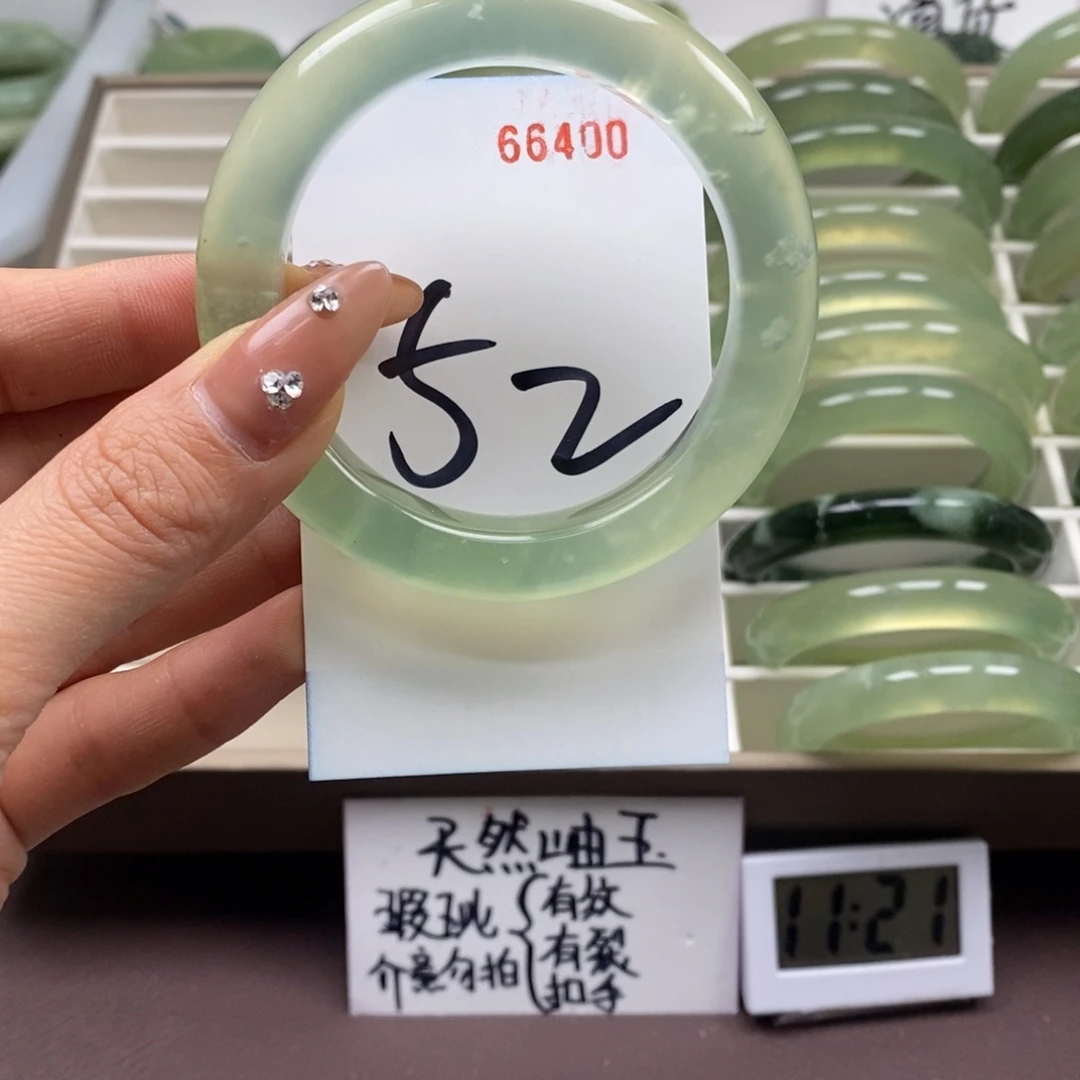 66400
52
天然岫玉
瑕玼 有纹
介意勿拍 有裂
扣手
11:21